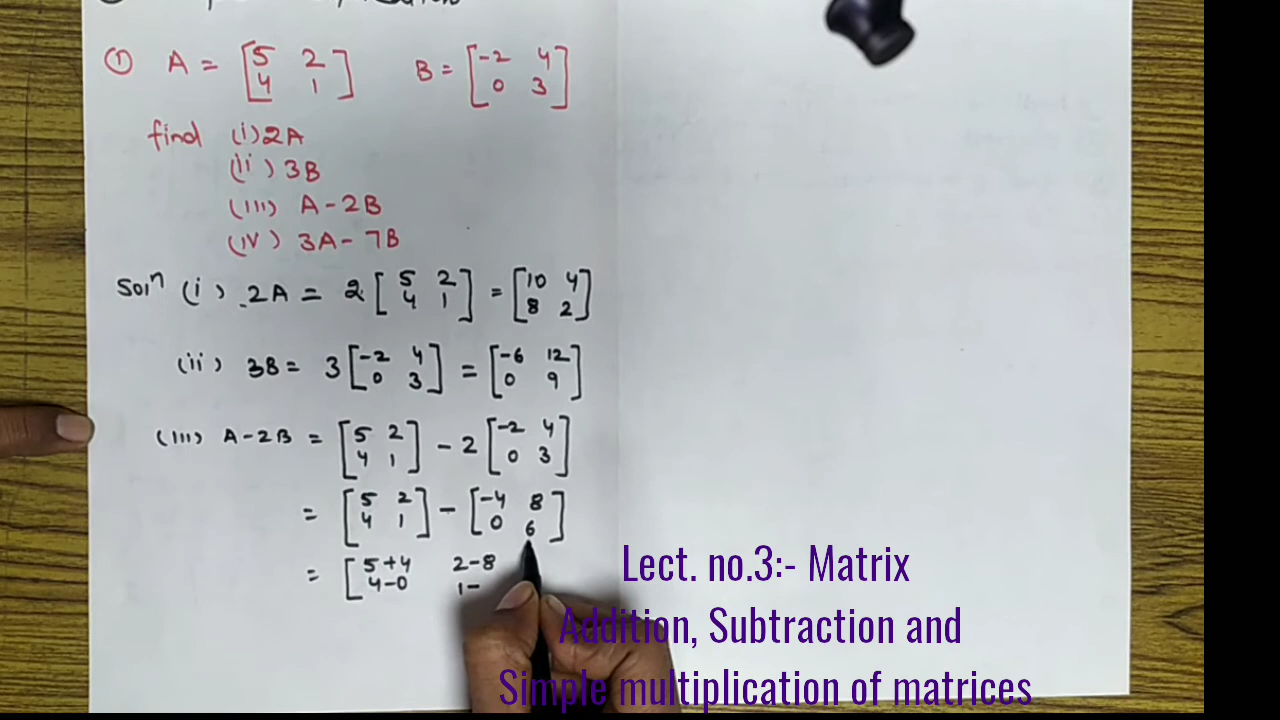 ① A = [5 2 4 1] B = [-2 4 0 3]
find (i) 2A
(ii) 3B
(III) A - 2B
(IV) 3A - 7B
Solⁿ (i) 2A = 2 [5 2 4 1] = [10 4 8 2]
(ii) 3B = 3 [-2 4 0 3] = [-6 12 0 9]
(III) A - 2B = [5 2 4 1] - 2 [-2 4 0 3]
= [5 2 4 1] - [-4 8 0 6]
= [5+4 2-8 4-0 1-
Lect. no.3:- Matrix
Addition, Subtraction and
Simple multiplication of matrices